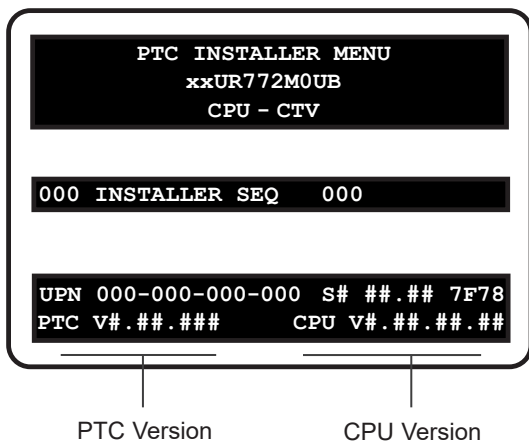 PTC INSTALLER MENU
xxUR772M0UB
CPU – CTV
000 INSTALLER SEQ 000
UPN 000-000-000-000 S# ##.## 7F78
PTC V#.##.### CPU V#.##.##.##
PTC Version CPU Version